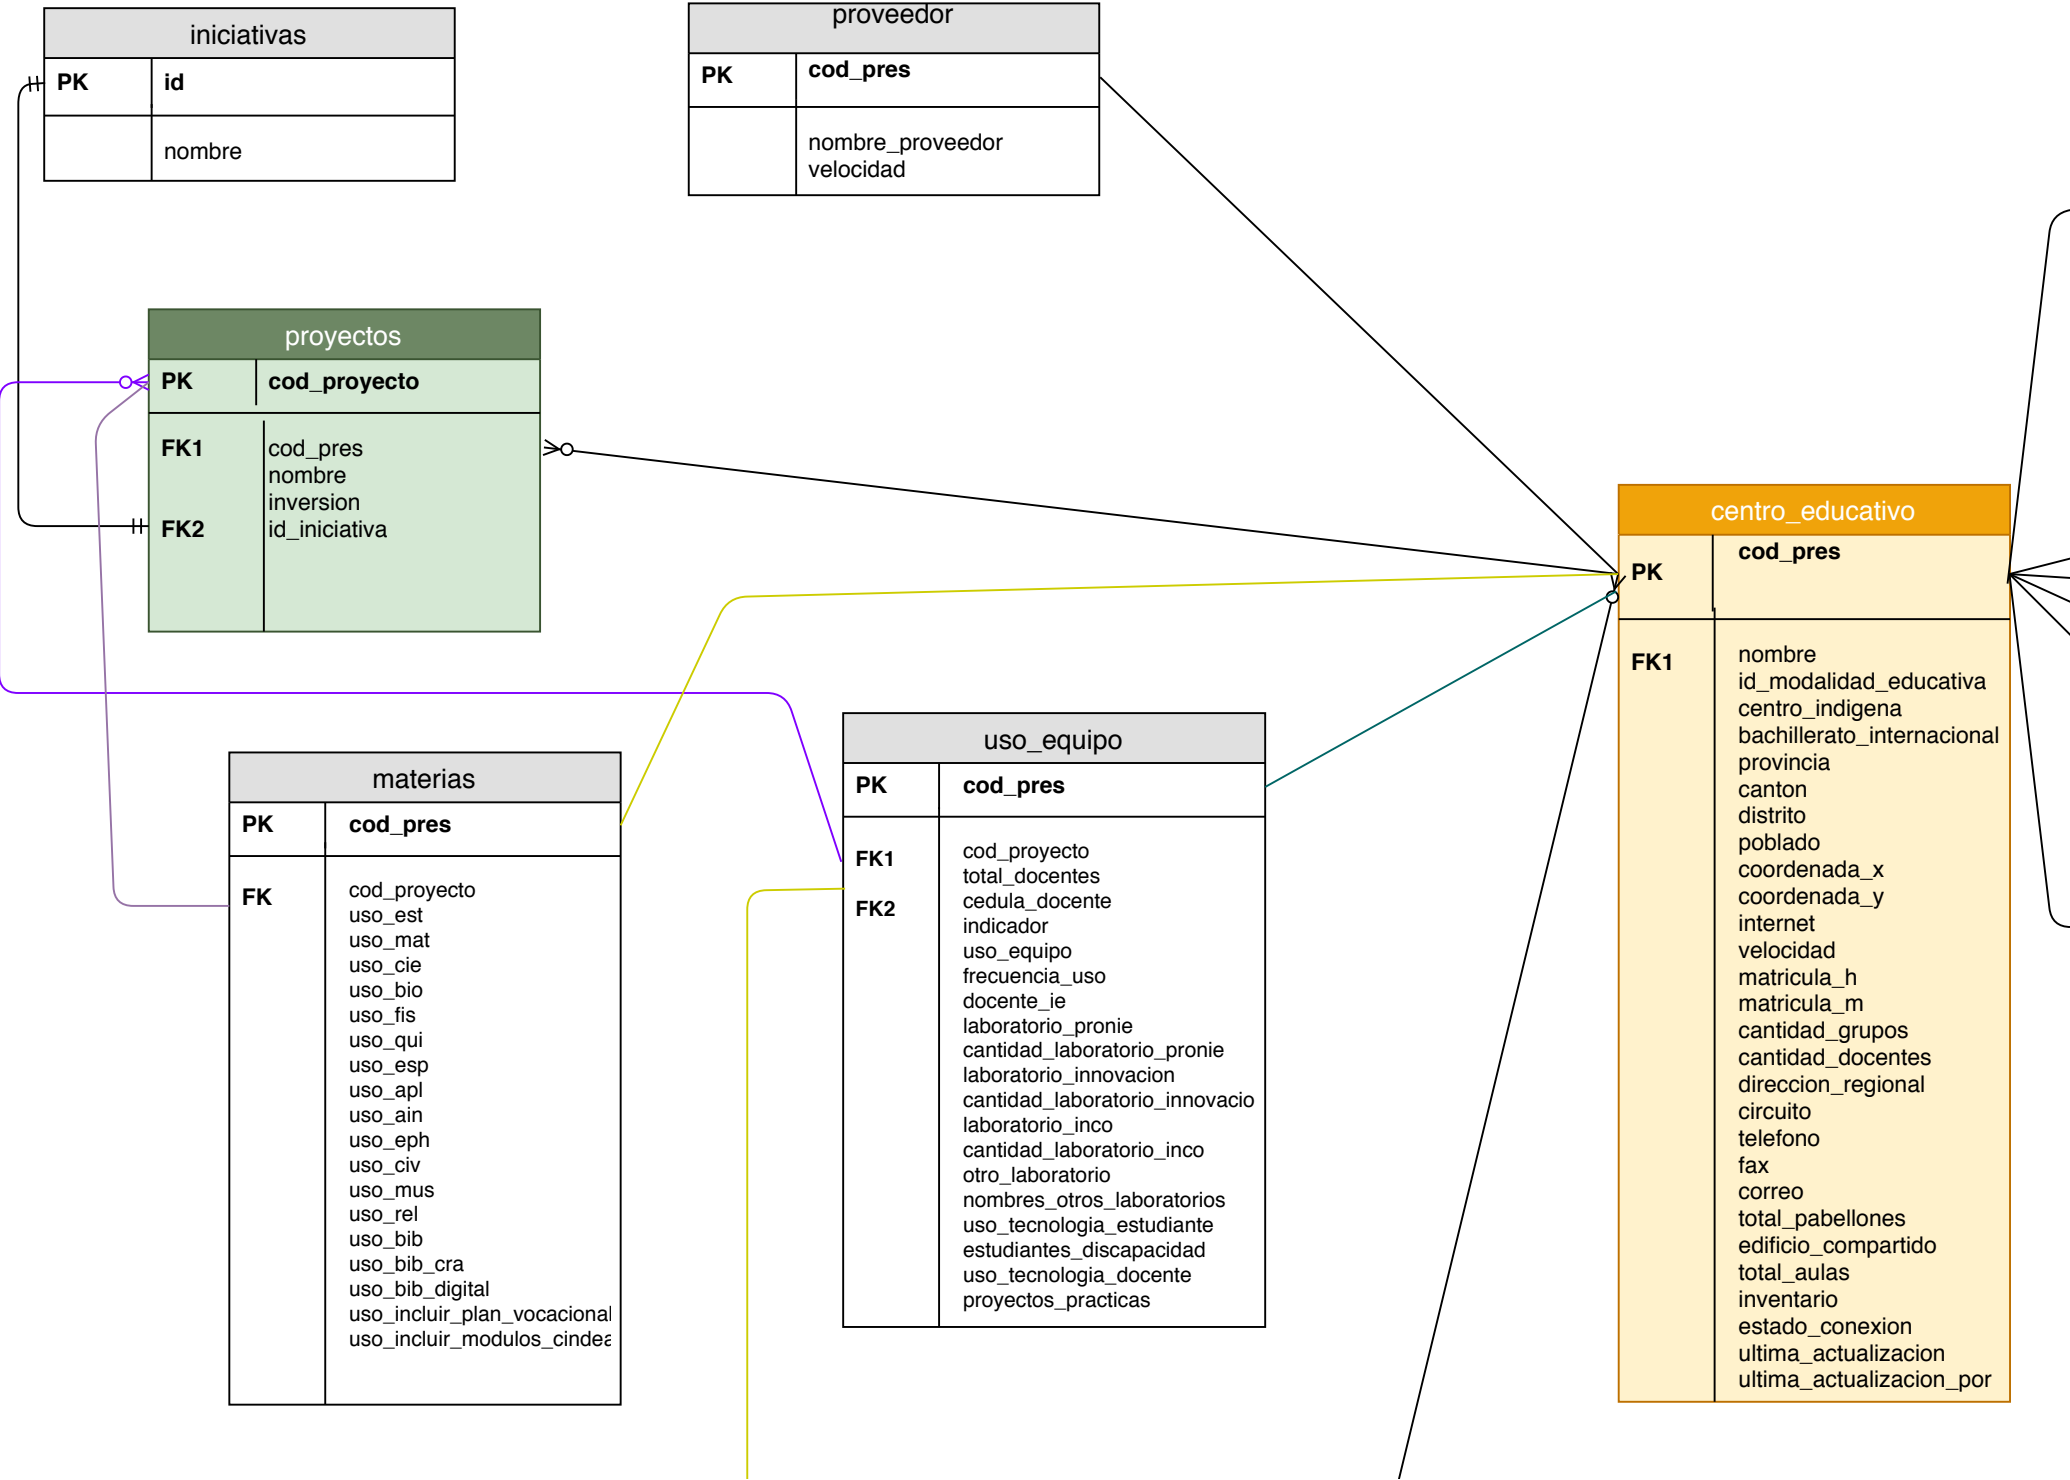 iniciativas
PK id
nombre
proveedor
PK cod_pres
nombre_proveedor
velocidad
proyectos
PK cod_proyecto
FK1 cod_pres
nombre
inversion
FK2 id_iniciativa
materias
PK cod_pres
FK cod_proyecto
uso_est
uso_mat
uso_cie
uso_bio
uso_fis
uso_qui
uso_esp
uso_apl
uso_ain
uso_eph
uso_civ
uso_mus
uso_rel
uso_bib
uso_bib_cra
uso_bib_digital
uso_incluir_plan_vocacional
uso_incluir_modulos_cindea
uso_equipo
PK cod_pres
FK1 cod_proyecto
total_docentes
FK2 cedula_docente
indicador
uso_equipo
frecuencia_uso
docente_ie
laboratorio_pronie
cantidad_laboratorio_pronie
laboratorio_innovacion
cantidad_laboratorio_innovacio
laboratorio_inco
cantidad_laboratorio_inco
otro_laboratorio
nombres_otros_laboratorios
uso_tecnologia_estudiante
estudiantes_discapacidad
uso_tecnologia_docente
proyectos_practicas
centro_educativo
PK cod_pres
FK1 nombre
id_modalidad_educativa
centro_indigena
bachillerato_internacional
provincia
canton
distrito
poblado
coordenada_x
coordenada_y
internet
velocidad
matricula_h
matricula_m
cantidad_grupos
cantidad_docentes
direccion_regional
circuito
telefono
fax
correo
total_pabellones
edificio_compartido
total_aulas
inventario
estado_conexion
ultima_actualizacion
ultima_actualizacion_por